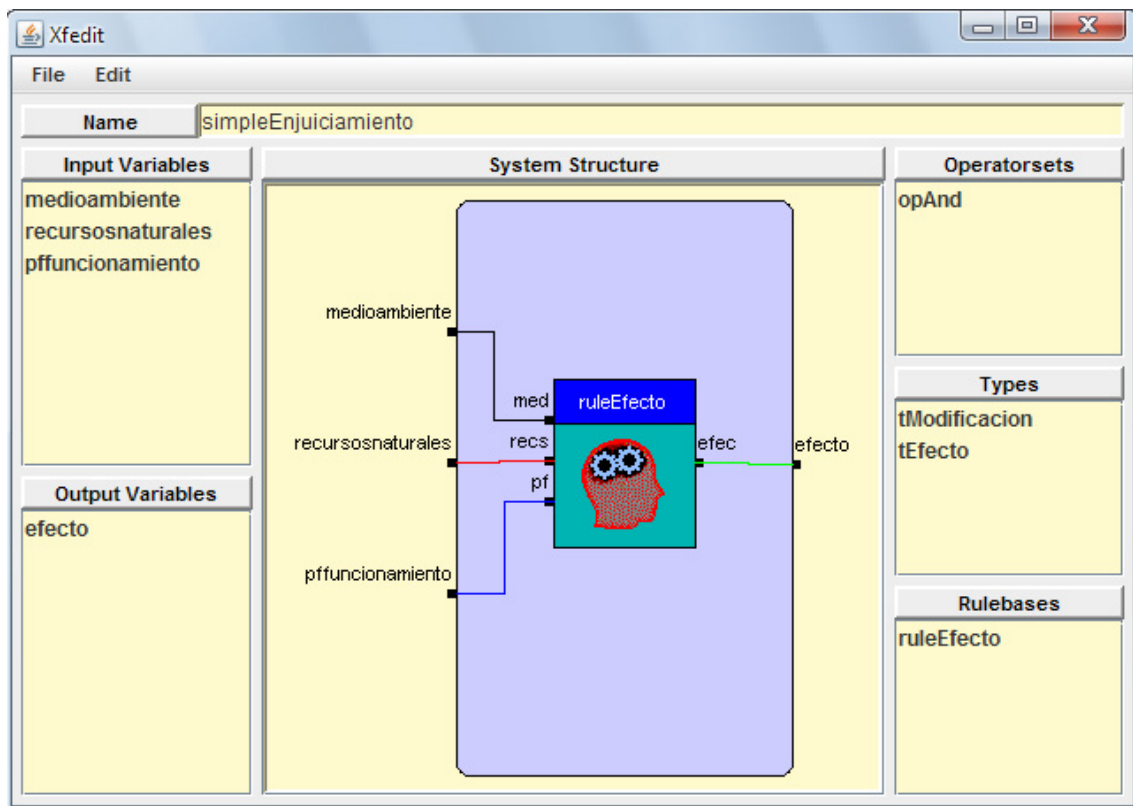 Xfedit
File Edit
Name simpleEnjuiciamiento
Input Variables
medioambiente
recursosnaturales
pffuncionamiento
Output Variables
efecto
System Structure
medioambiente
recursosnaturales
pffuncionamiento
med
recs
pf
ruleEfecto
efec
efecto
Operatorsets
opAnd
Types
tModificacion
tEfecto
Rulebases
ruleEfecto